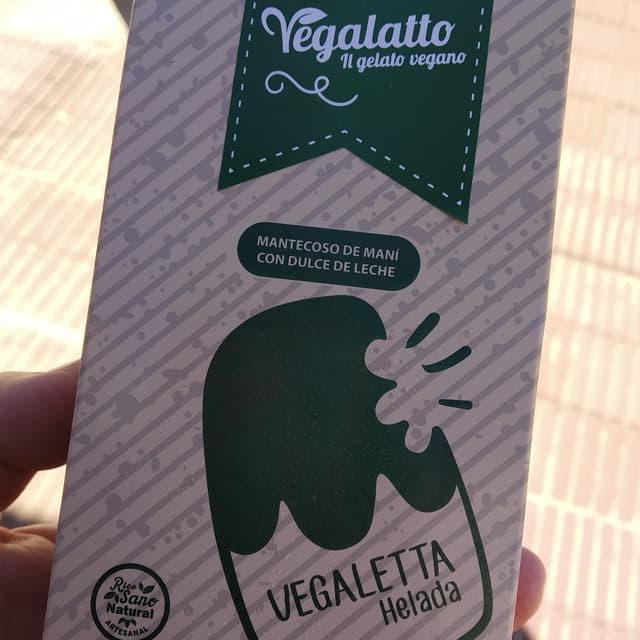 Vegalatto
Il gelato vegano
MANTECOSO DE MANÍ
CON DULCE DE LECHE
VEGALETTA
Helada
Rico
Sano
Natural
ARTESANAL